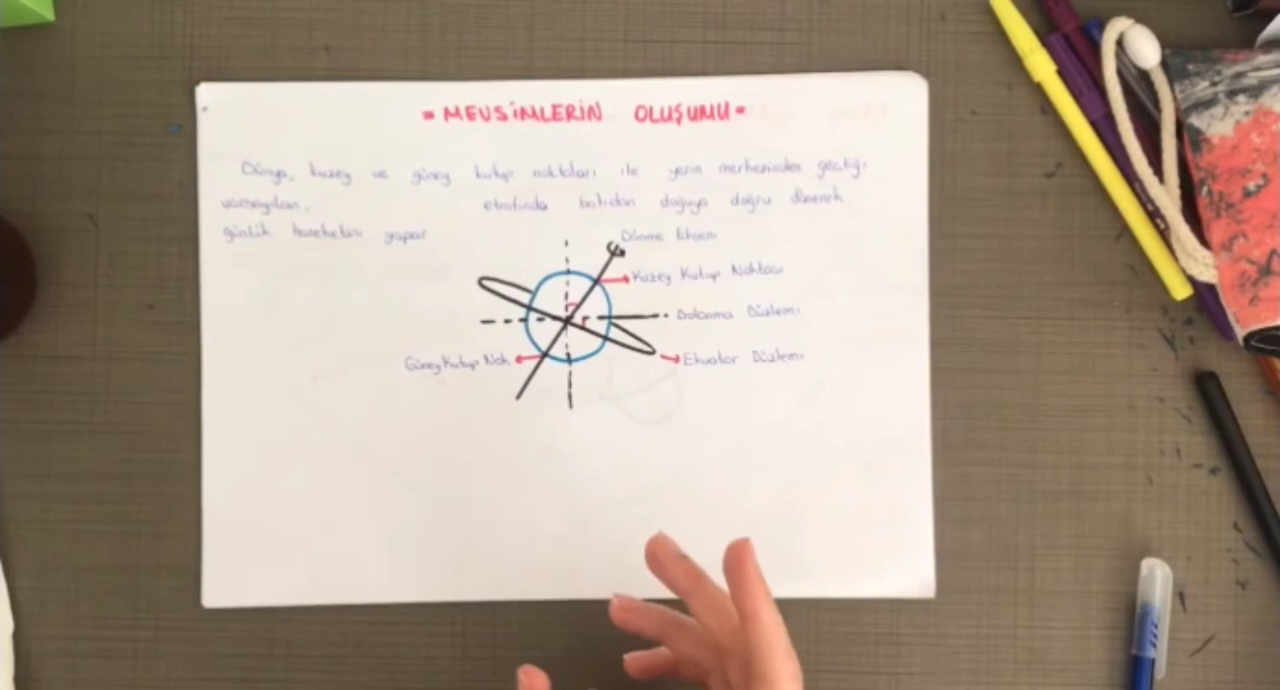 = MEVSİMLERİN OLUŞUMU =
Dünya, kuzey ve güney kutup noktaları ile yerin merkezinden geçtiği
varsayılan, etrafında batıdan doğuya doğru dönerek
günlük hareketini yapar
Dönme Ekseni
Kuzey Kutup Noktası
Dolanma Düzlemi
Güney Kutup Nok.
Ekvator Düzlemi